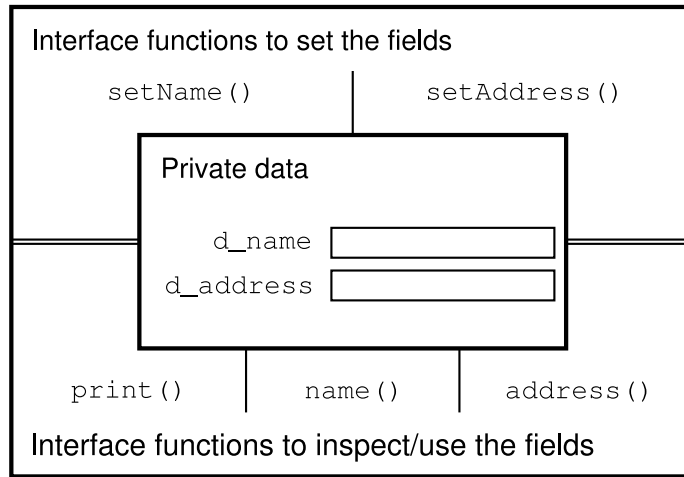 Interface functions to set the fields
setName() setAddress()
Private data
d_name
d_address
print() name() address()
Interface functions to inspect/use the fields